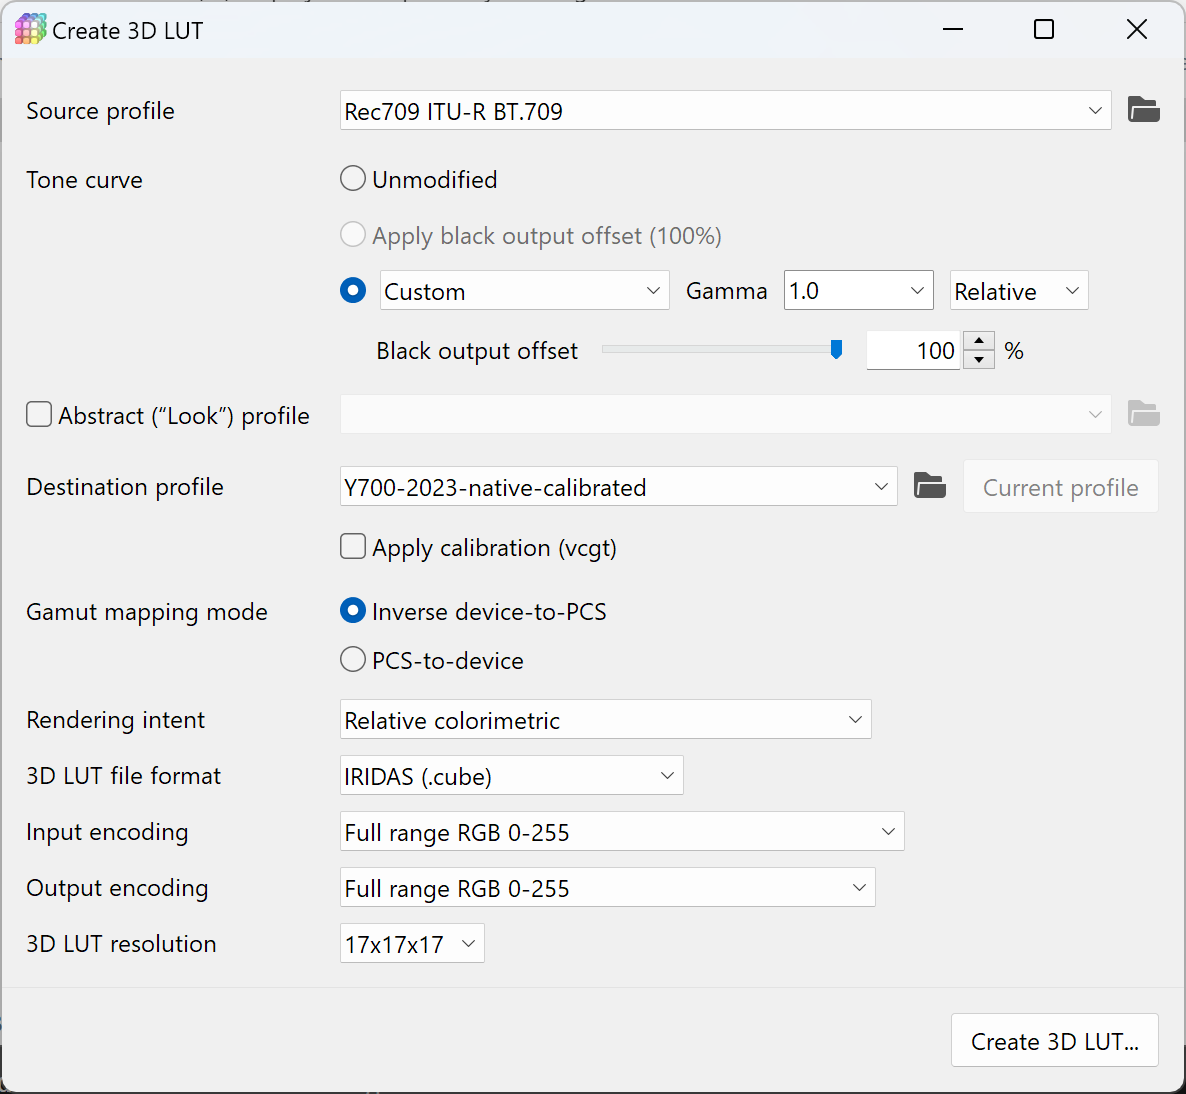 Create 3D LUT
Source profile
Rec709 ITU-R BT.709
Tone curve
Unmodified
Apply black output offset (100%)
Custom
Gamma
1.0
Relative
Black output offset
100
%
Abstract (“Look”) profile
Destination profile
Y700-2023-native-calibrated
Current profile
Apply calibration (vcgt)
Gamut mapping mode
Inverse device-to-PCS
PCS-to-device
Rendering intent
Relative colorimetric
3D LUT file format
IRIDAS (.cube)
Input encoding
Full range RGB 0-255
Output encoding
Full range RGB 0-255
3D LUT resolution
17x17x17
Create 3D LUT...